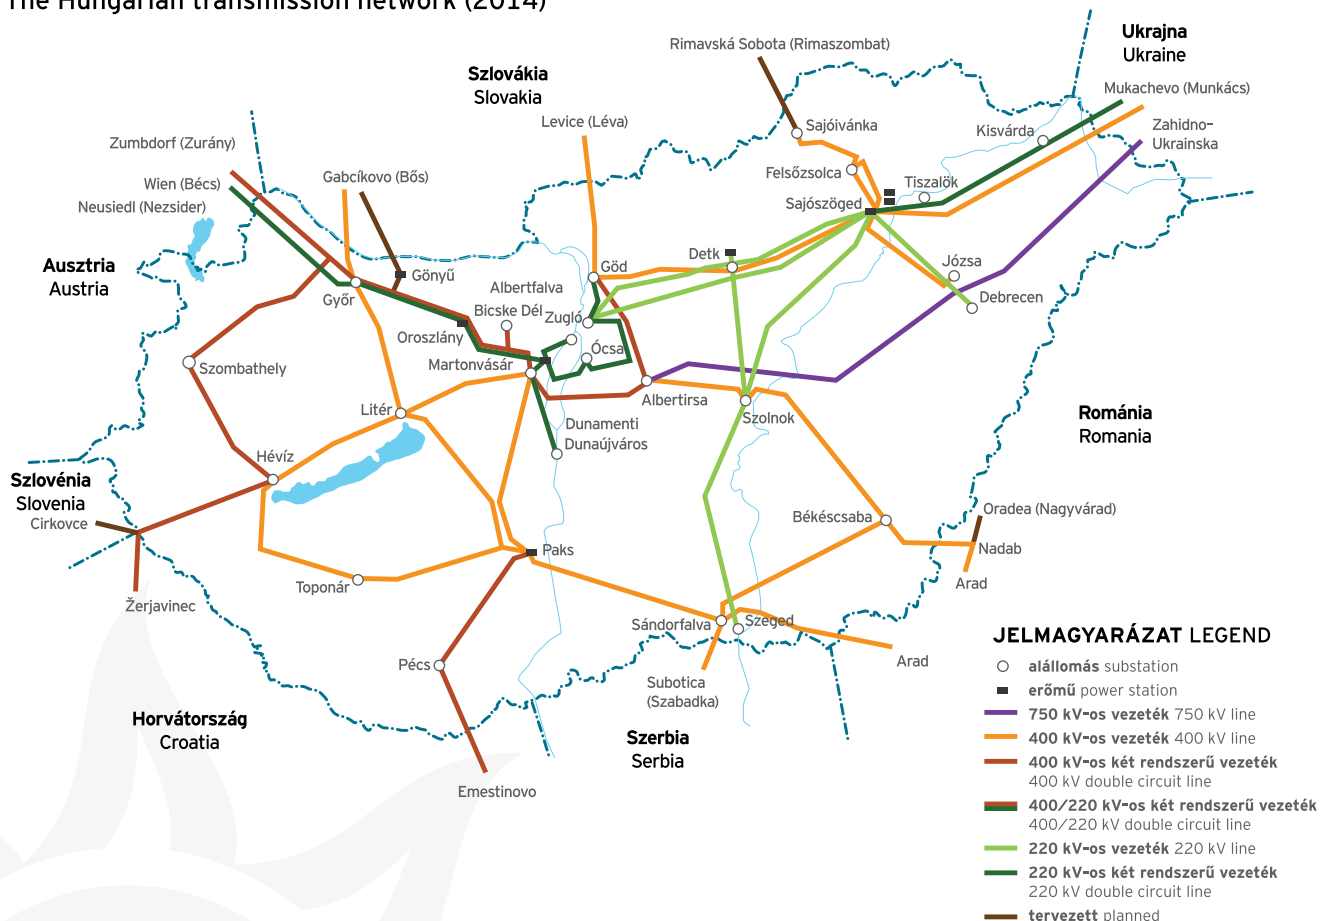 The Hungarian transmission network (2014)
Ukrajna
Ukraine
Rimavská Sobota (Rimaszombat)
Szlovákia
Slovakia
Mukachevo (Munkács)
Levice (Léva)
Sajóivánka
Kisvárda
Zahidno-
Ukrainska
Zumbdorf (Zurány)
Felsőzsolca
Tiszalök
Wien (Bécs)
Gabcíkovo (Bős)
Sajószöged
Neusiedl (Nezsider)
Detk
Józsa
Ausztria
Austria
Gönyű
Göd
Albertfalva
Győr
Debrecen
Bicske Dél
Zugló
Oroszlány
Ócsa
Martonvásár
Szombathely
Albertirsa
Litér
Szolnok
Románia
Romania
Dunamenti
Dunaújváros
Hévíz
Szlovénia
Slovenia
Cirkovce
Békéscsaba
Oradea (Nagyvárad)
Paks
Nadab
Toponár
Arad
Žerjavinec
Sándorfalva
Szeged
Arad
Pécs
Subotica
(Szabadka)
Horvátország
Croatia
Szerbia
Serbia
Emestinovo
JELMAGYARÁZAT LEGEND
alállomás substation
erőmű power station
750 kV-os vezeték 750 kV line
400 kV-os vezeték 400 kV line
400 kV-os két rendszerű vezeték
400 kV double circuit line
400/220 kV-os két rendszerű vezeték
400/220 kV double circuit line
220 kV-os vezeték 220 kV line
220 kV-os két rendszerű vezeték
220 kV double circuit line
tervezett planned